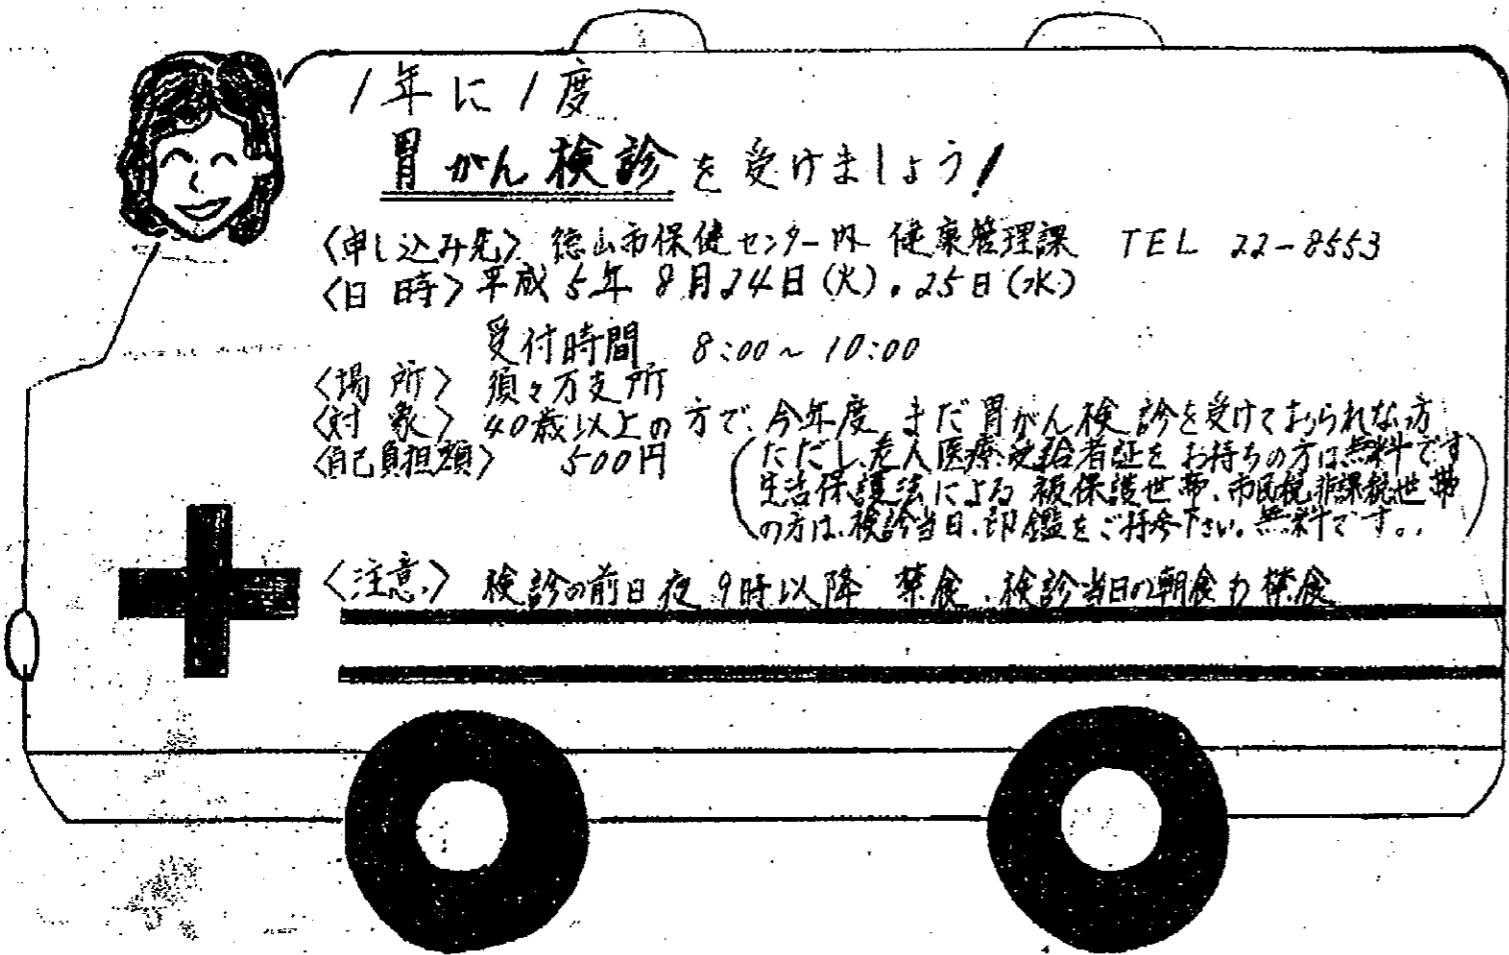 1年に1度
胃がん検診を受けましょう!
〈申し込み先〉 徳山市保健センター内 健康管理課 TEL 22-8553
〈日時〉 平成5年 8月24日(火)・25日(水)
受付時間 8:00~10:00
〈場所〉 須々万支所
〈対象〉 40歳以上の方で、今年度 まだ胃がん検診を受けておられない方
〈自己負担額〉 500円 (ただし、老人医療受給者証をお持ちの方は無料です
生活保護法による被保護世帯、市民税非課税世帯
の方は、検診当日、印鑑をご持参下さい。無料です。)
〈注意〉 検診の前日夜9時以降 禁食、検診当日の朝食も禁食